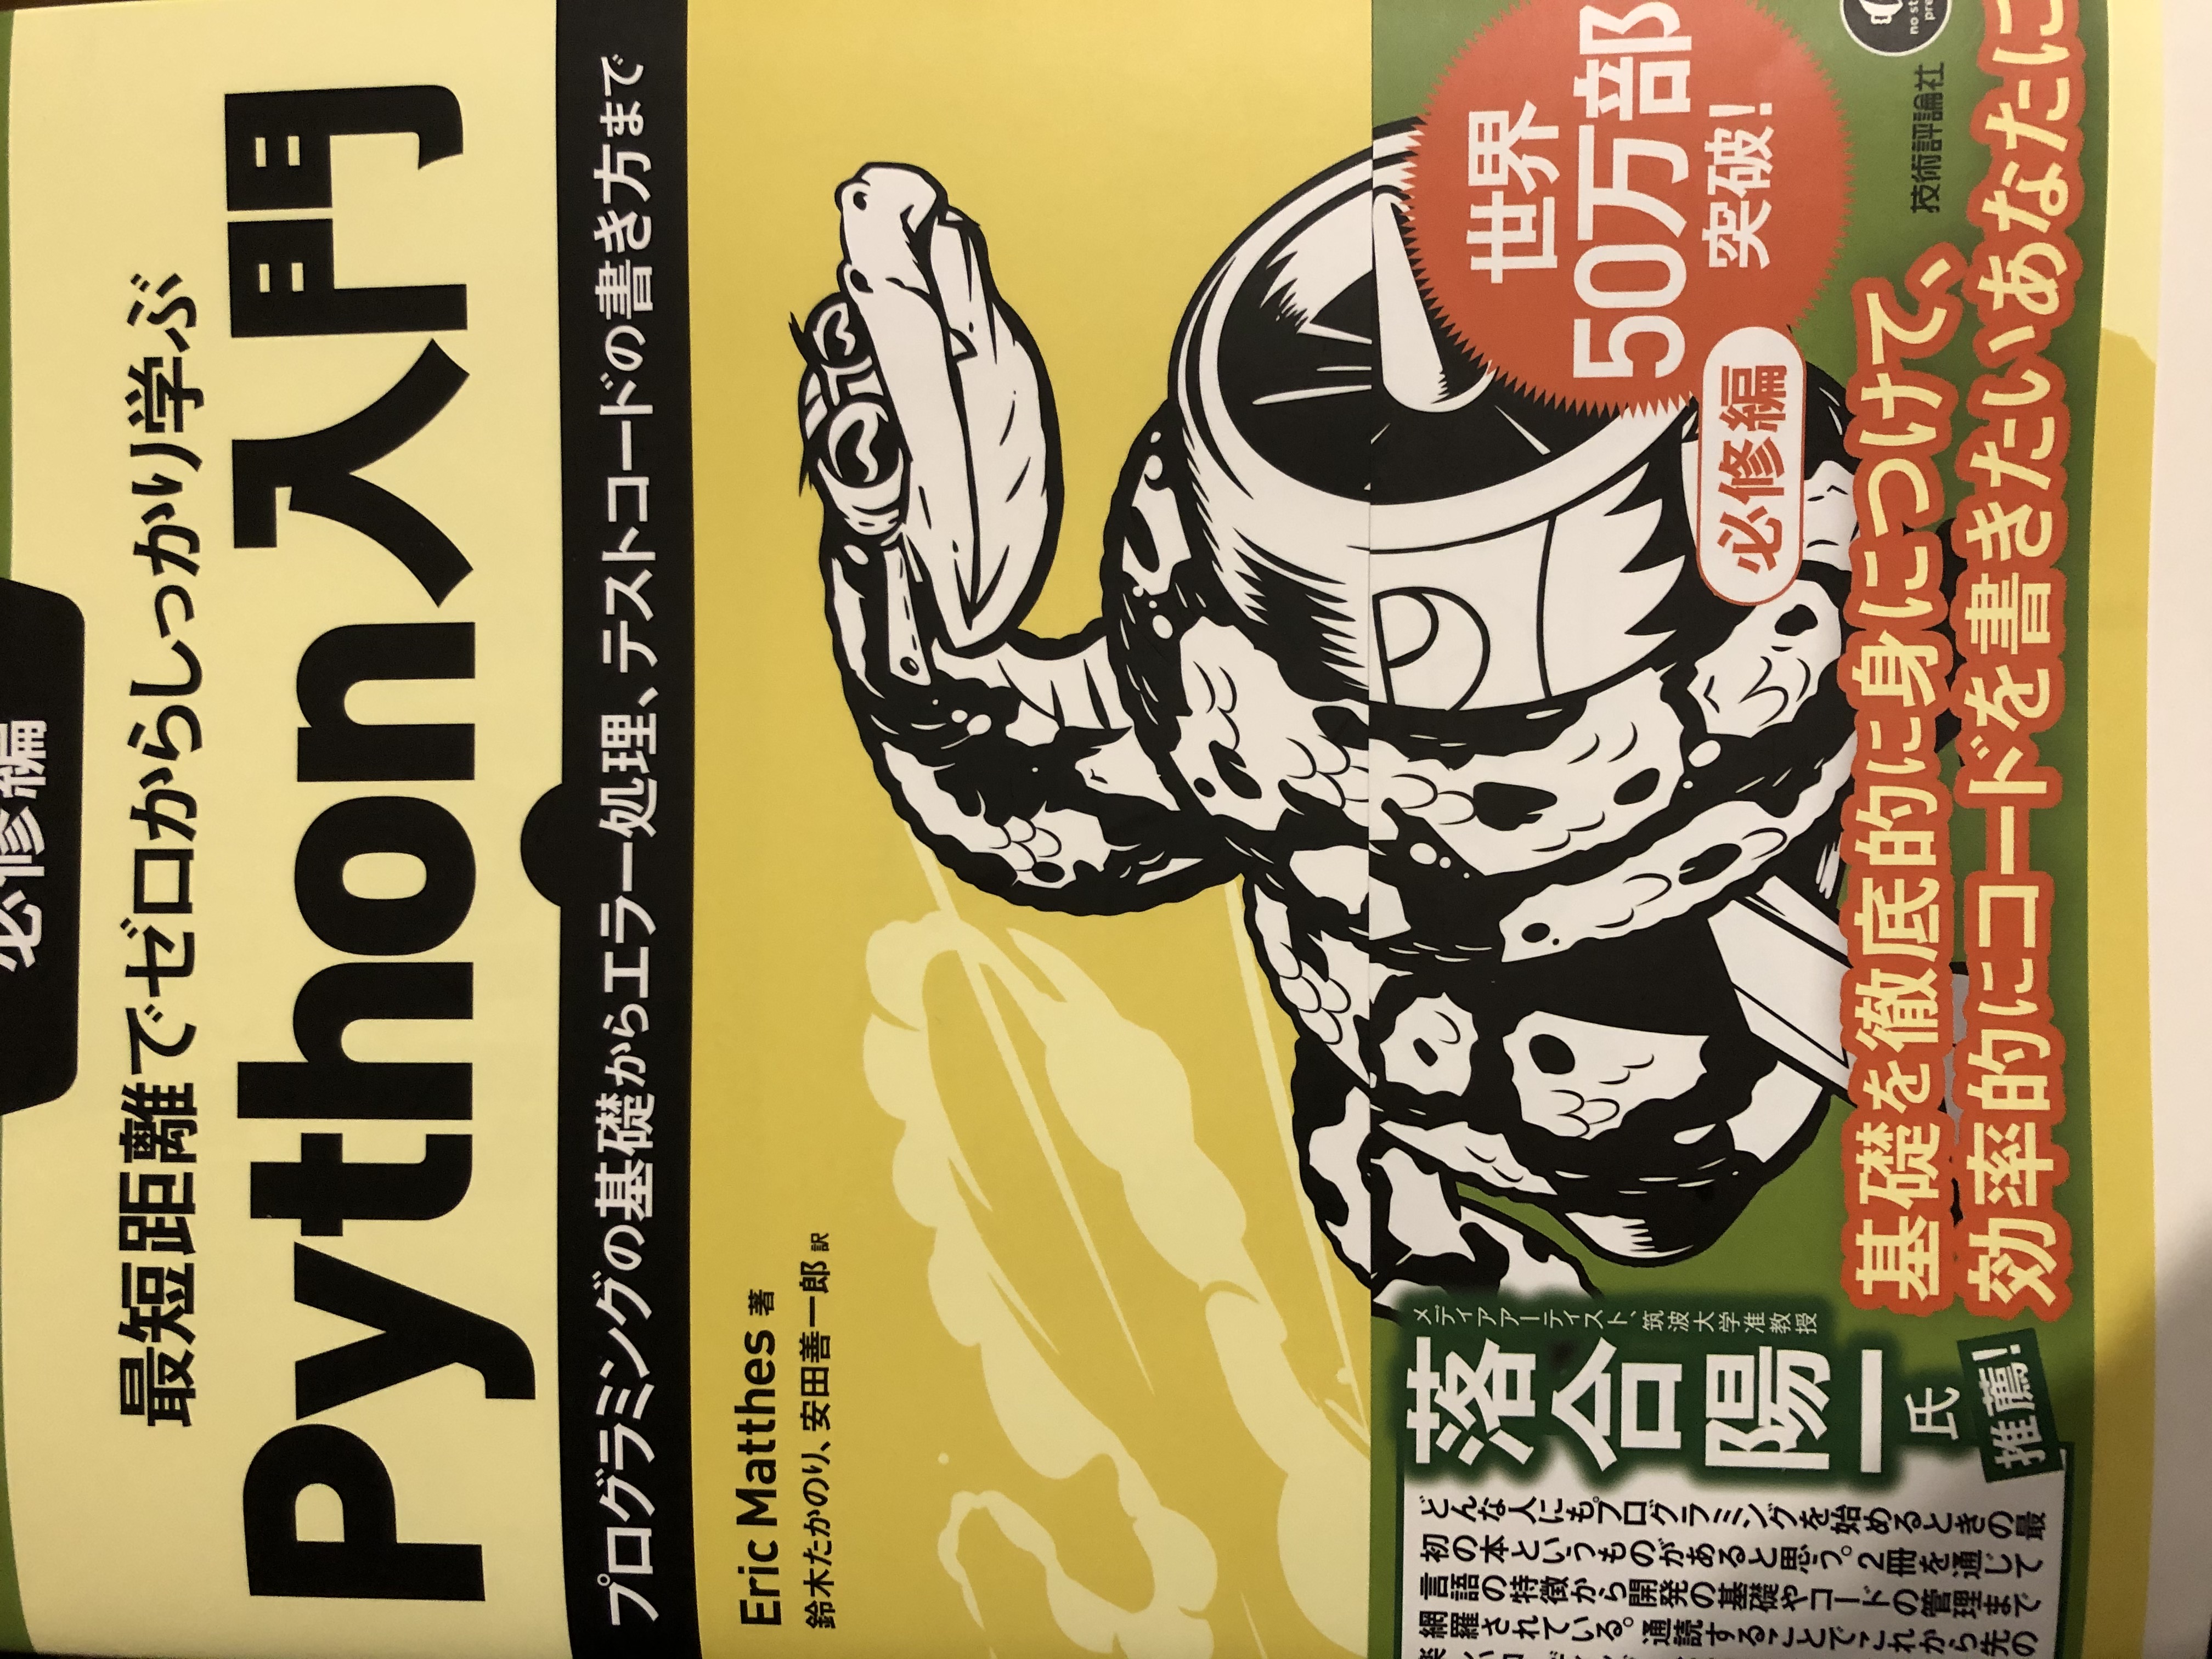 必修編
最短距離でゼロからしっかり学ぶ
Python入門
プログラミングの基礎からエラー処理、テストコードの書き方まで
Eric Matthes 著
鈴木たかのり、安田善一郎 訳
世界
50万部
突破!
必修編
メディアアーティスト、筑波大学准教授
落合陽一氏
推薦!
どんな人にもプログラミングを始めるときの最
初の本というものがあると思う。2冊を通じて
言語の特徴から開発の基礎やコードの管理まで
網羅されている。通読することでこれから先の
基礎を徹底的に身につけて、
効率的にコードを書きたいあなたに
技術評論社
no st
pre